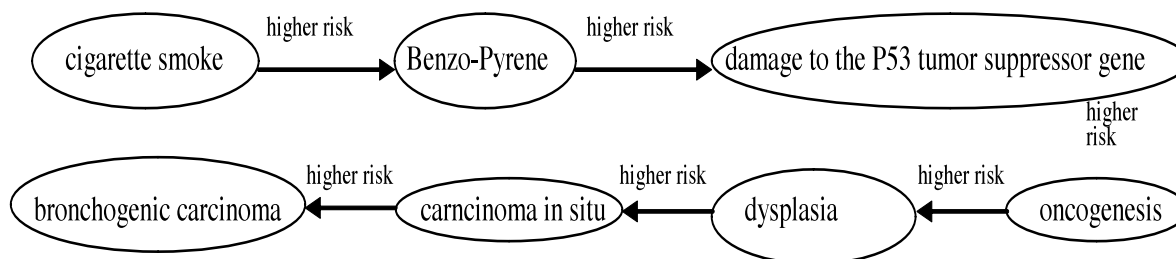 higher risk
higher risk
cigarette smoke
Benzo-Pyrene
damage to the P53 tumor suppressor gene
higher
risk
higher risk
higher risk
higher risk
bronchogenic carcinoma
carncinoma in situ
dysplasia
oncogenesis